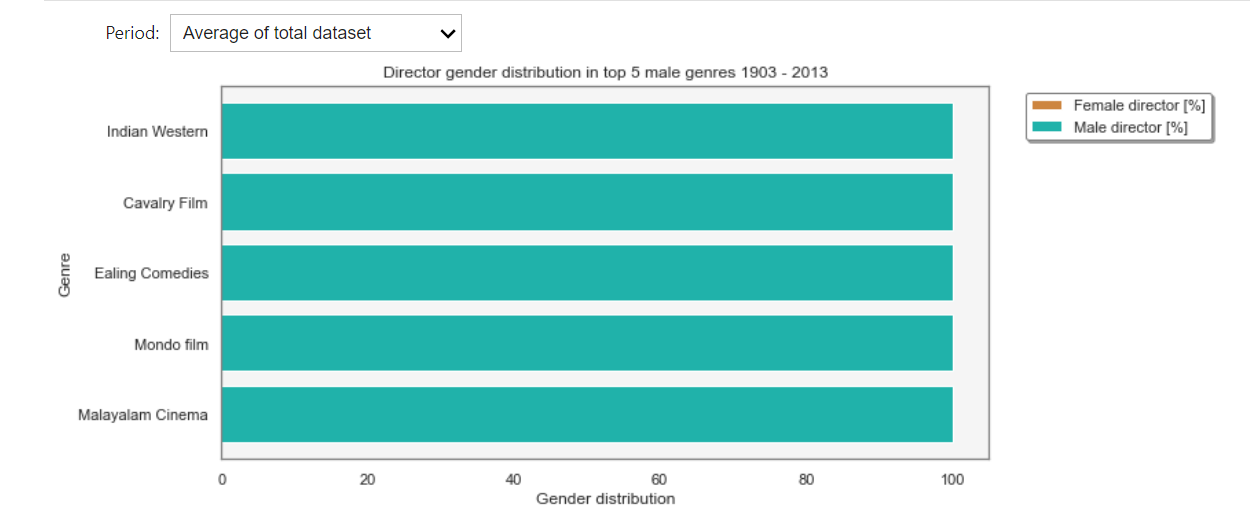 Period: Average of total dataset
Director gender distribution in top 5 male genres 1903 - 2013
Female director [%]
Male director [%]
Genre
Indian Western
Cavalry Film
Ealing Comedies
Mondo film
Malayalam Cinema
0 20 40 60 80 100
Gender distribution